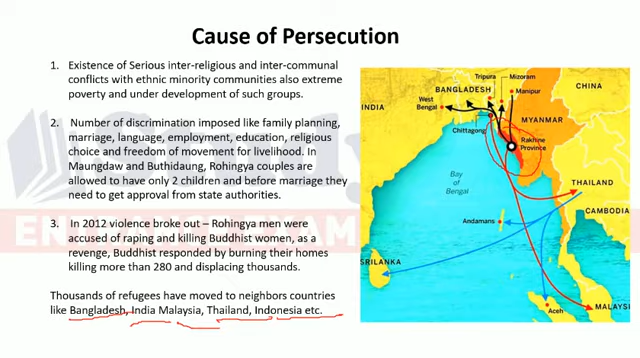 Cause of Persecution
1. Existence of Serious inter-religious and inter-communal
conflicts with ethnic minority communities also extreme
poverty and under development of such groups.
2. Number of discrimination imposed like family planning,
marriage, language, employment, education, religious
choice and freedom of movement for livelihood. In
Maungdaw and Buthidaung, Rohingya couples are
allowed to have only 2 children and before marriage they
need to get approval from state authorities.
3. In 2012 violence broke out – Rohingya men were
accused of raping and killing Buddhist women, as a
revenge, Buddhist responded by burning their homes
killing more than 280 and displacing thousands.
Thousands of refugees have moved to neighbors countries
like Bangladesh, India Malaysia, Thailand, Indonesia etc.
Tripura
Mizoram
BANGLADESH
Manipur
CHINA
INDIA
West
Bengal
MYANMAR
Chittagong
Rakhine
Province
Bay
of
Bengal
THAILAND
Andamans
CAMBODIA
SRILANKA
Aceh
MALAYS